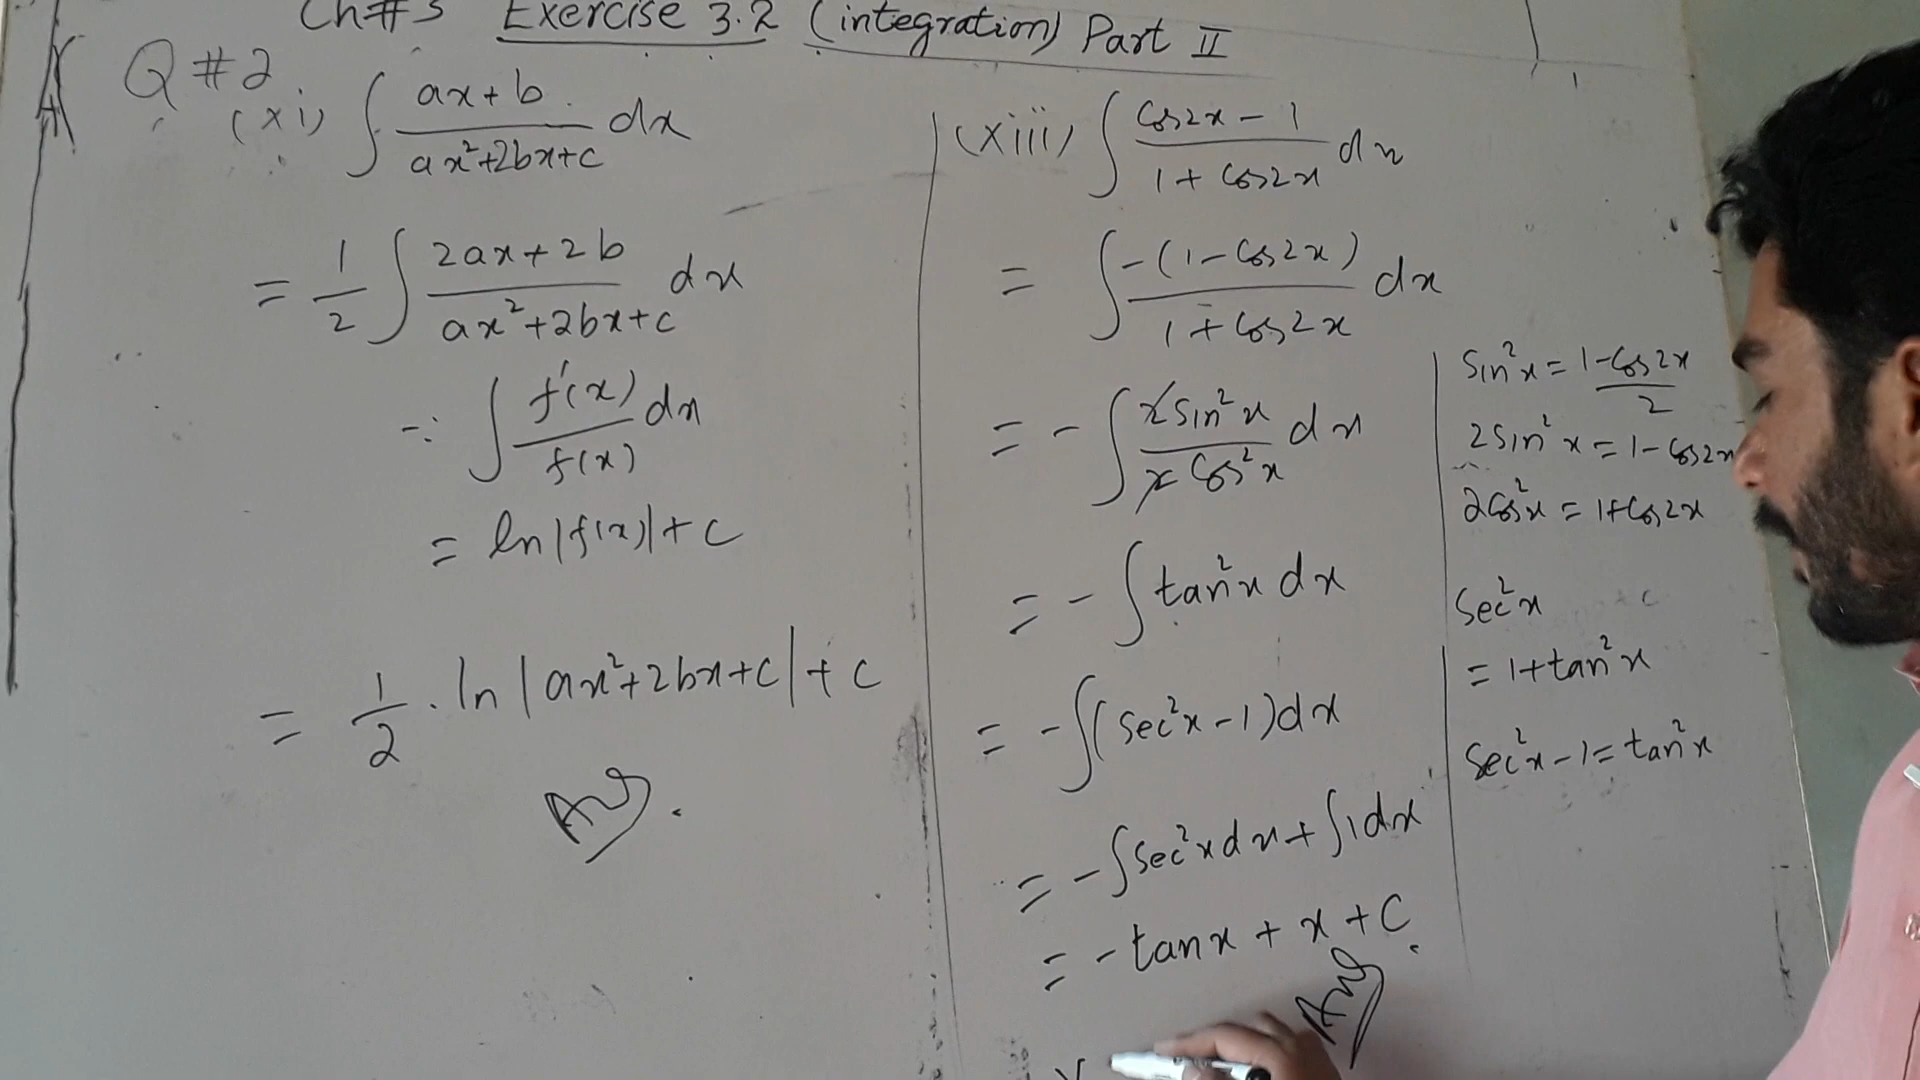 Ch#3 Exercise 3.2 (integration) Part II
Q #2
(xi) ∫ (ax+b)/(ax²+2bx+c) dx
= 1/2 ∫ (2ax+2b)/(ax²+2bx+c) dx
∵ ∫ f'(x)/f(x) dx
= ln|f(x)|+c
= 1/2 . ln|ax²+2bx+c|+c
Ans.
(xiii) ∫ (Cos2x-1)/(1+Cos2x) dx
= ∫ -(1-Cos2x)/(1+Cos2x) dx
= -∫ 2Sin²x/2Cos²x dx
= -∫ tan²x dx
= -∫(Sec²x-1)dx
= -∫Sec²x dx+∫1dx
= -tanx + x + C.
Ans
Sin²x = (1-Cos2x)/2
2Sin²x = 1-Cos2x
2Cos²x = 1+Cos2x
Sec²x
= 1+tan²x
Sec²x-1 = tan²x